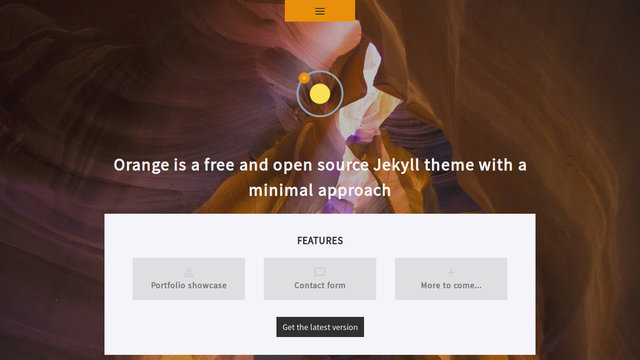 Orange is a free and open source Jekyll theme with a
minimal approach
FEATURES
Portfolio showcase
Contact form
More to come...
Get the latest version